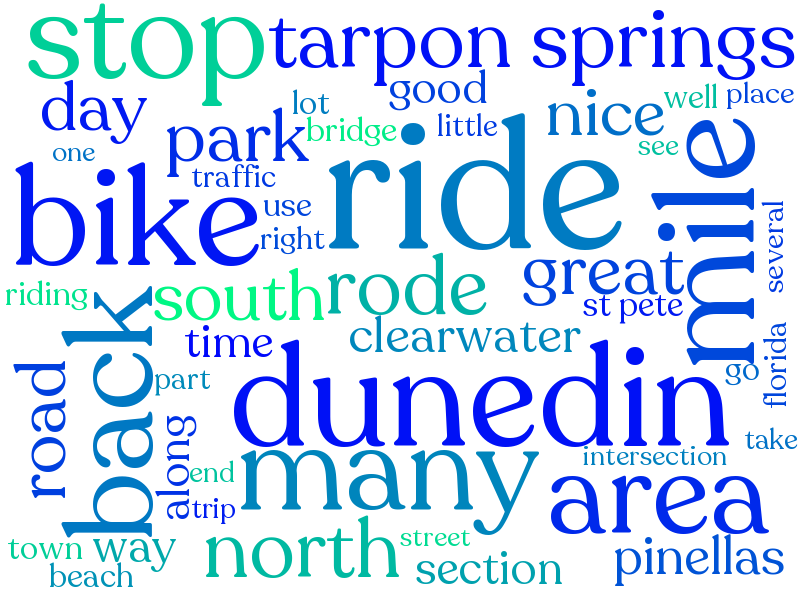 stop
tarpon springs
day
lot
good
nice
well
place
one
park
bridge
little
see
traffic
bike
use
right
ride
mile
several
riding
south
rode
great
st pete
back
time
clearwater
go
florida
road
part
dunedin
take
along
end
trip
many
intersection
area
town
way
north
street
beach
section
pinellas